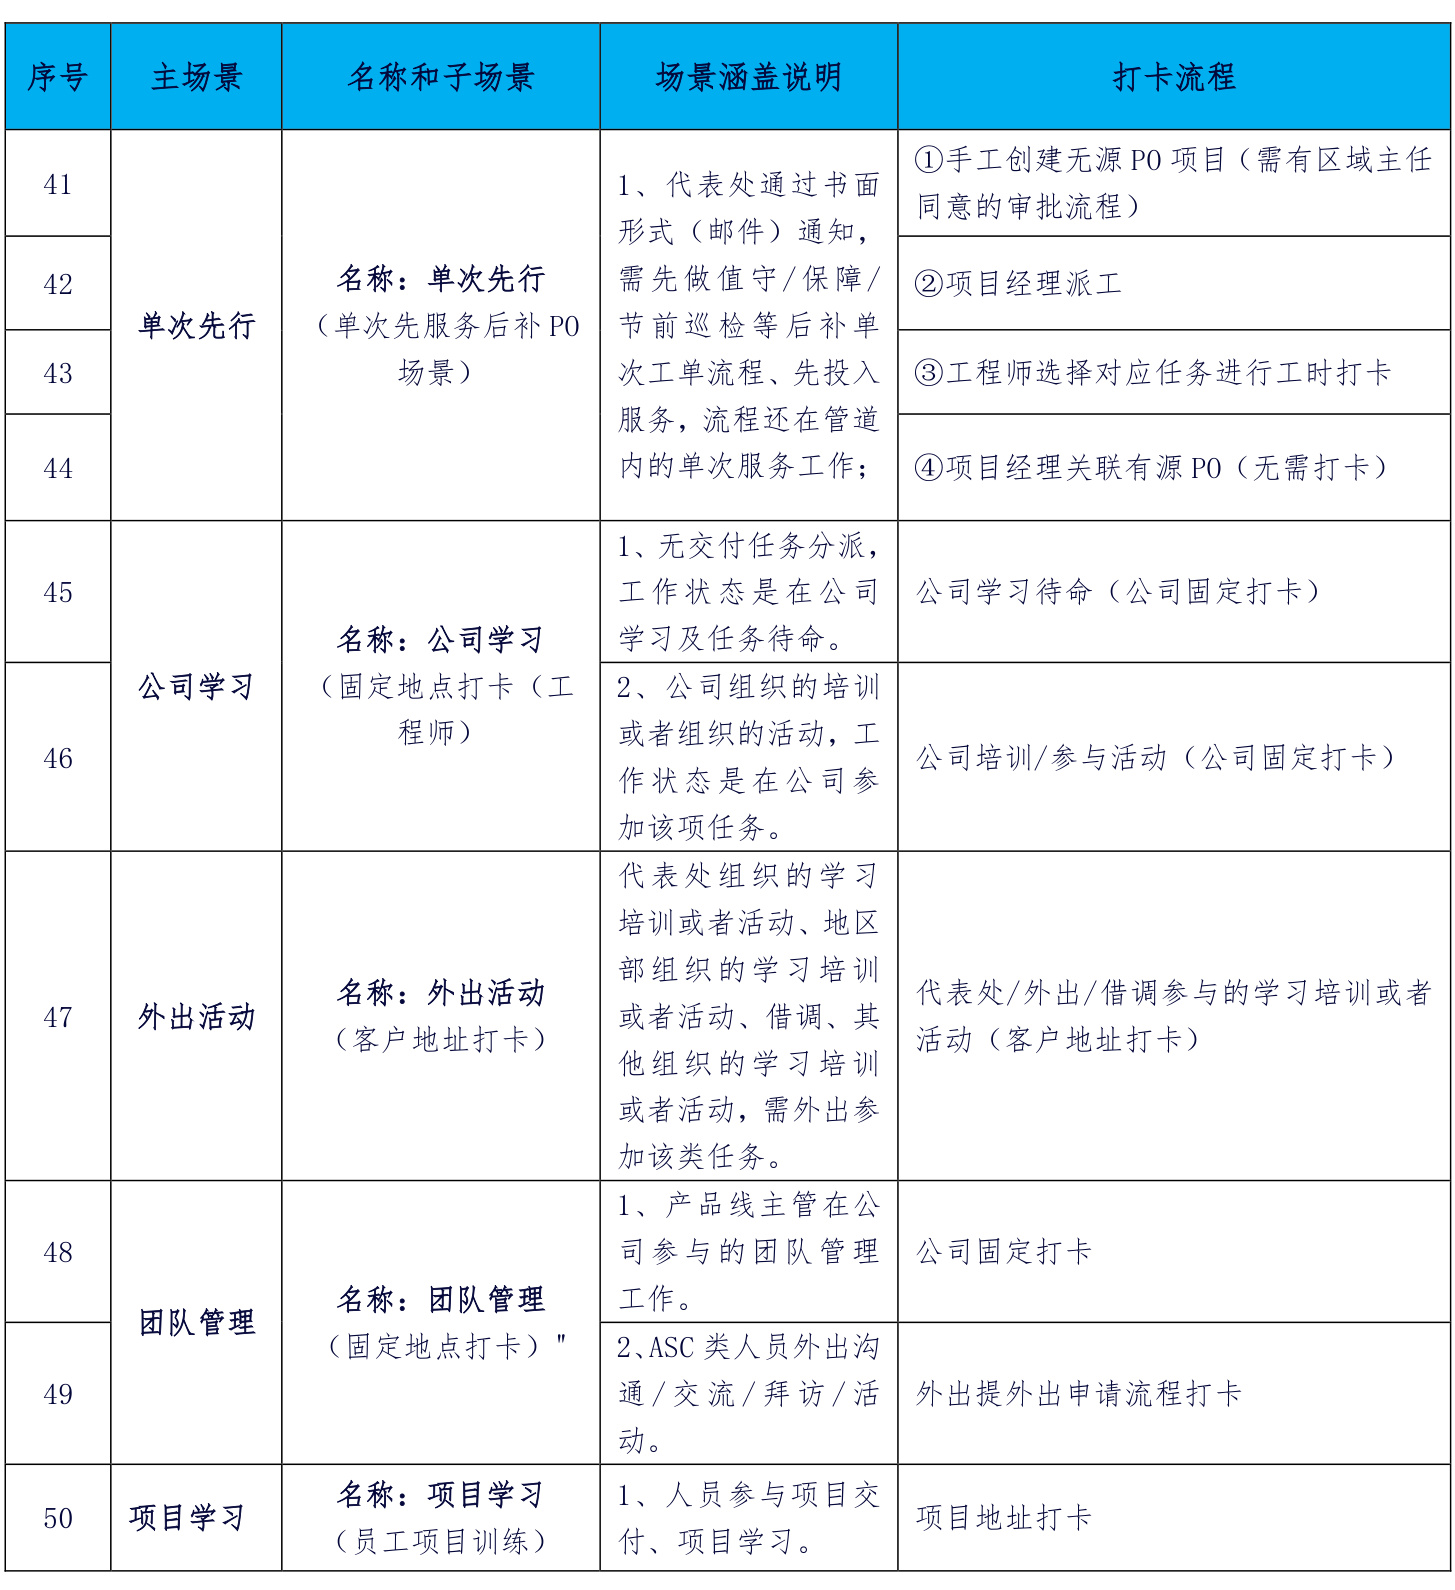 序号 主场景 名称和子场景 场景涵盖说明 打卡流程
41
42
43
44
单次先行
名称：单次先行
（单次先服务后补 PO
场景）
1、代表处通过书面
形式（邮件）通知，
需先做值守/保障/
节前巡检等后补单
次工单流程、先投入
服务，流程还在管道
内的单次服务工作；
①手工创建无源 PO 项目（需有区域主任
同意的审批流程）
②项目经理派工
③工程师选择对应任务进行工时打卡
④项目经理关联有源 PO（无需打卡）
45
46
公司学习
名称：公司学习
（固定地点打卡（工
程师）
1、无交付任务分派，
工作状态是在公司
学习及任务待命。
公司学习待命（公司固定打卡）
2、公司组织的培训
或者组织的活动，工
作状态是在公司参
加该项任务。
公司培训/参与活动（公司固定打卡）
47
外出活动
名称：外出活动
（客户地址打卡）
代表处组织的学习
培训或者活动、地区
部组织的学习培训
或者活动、借调、其
他组织的学习培训
或者活动，需外出参
加该类任务。
代表处/外出/借调参与的学习培训或者
活动（客户地址打卡）
48
49
团队管理
名称：团队管理
（固定地点打卡）"
1、产品线主管在公
司参与的团队管理
工作。
公司固定打卡
2、ASC 类人员外出沟
通/交流/拜访/活
动。
外出提外出申请流程打卡
50
项目学习
名称：项目学习
（员工项目训练）
1、人员参与项目交
付、项目学习。
项目地址打卡